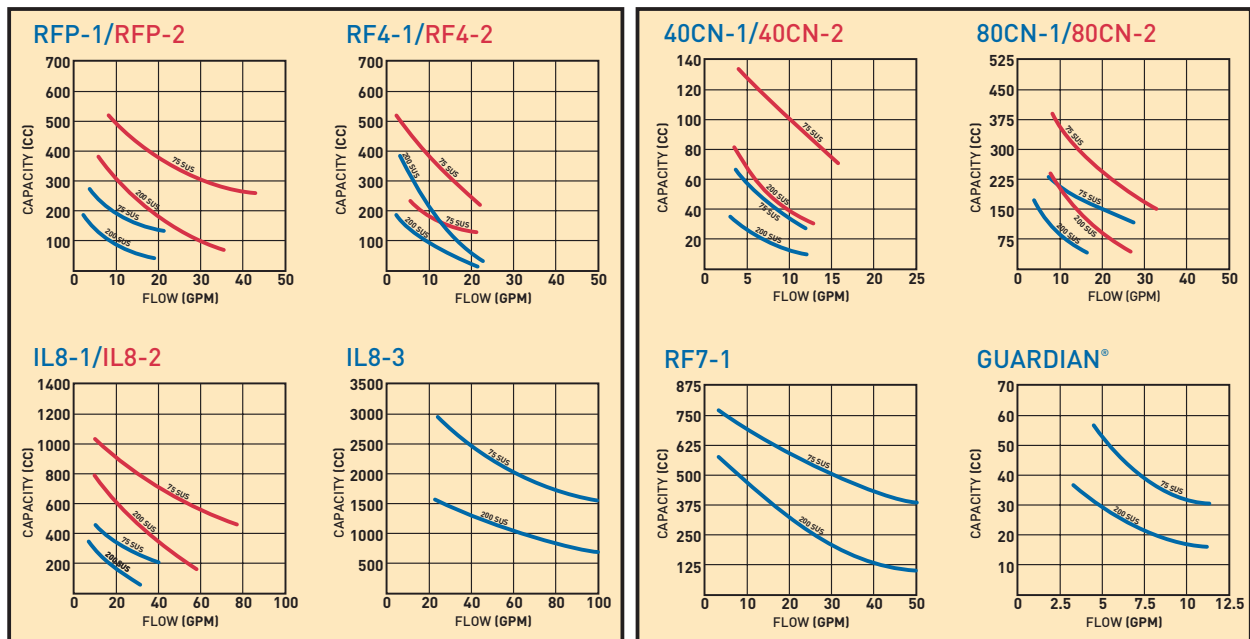 RFP-1/RFP-2
CAPACITY (CC)
700
600
500
400
300
200
100
75 SUS
200 SUS
75 SUS
200 SUS
0 10 20 30 40 50
FLOW (GPM)
RF4-1/RF4-2
CAPACITY (CC)
700
600
500
400
300
200
100
200 SUS
75 SUS
75 SUS
200 SUS
0 10 20 30 40 50
FLOW (GPM)
40CN-1/40CN-2
CAPACITY (CC)
140
120
100
80
60
40
20
75 SUS
200 SUS
75 SUS
200 SUS
0 5 10 15 20 25
FLOW (GPM)
80CN-1/80CN-2
CAPACITY (CC)
525
450
375
300
225
150
75
75 SUS
75 SUS
200 SUS
200 SUS
0 10 20 30 40 50
FLOW (GPM)
IL8-1/IL8-2
CAPACITY (CC)
1400
1200
1000
800
600
400
200
75 SUS
200 SUS
75 SUS
200 SUS
0 20 40 60 80 100
FLOW (GPM)
IL8-3
CAPACITY (CC)
3500
3000
2500
2000
1500
1000
500
75 SUS
200 SUS
0 20 40 60 80 100
FLOW (GPM)
RF7-1
CAPACITY (CC)
875
750
625
500
375
250
125
75 SUS
200 SUS
0 10 20 30 40 50
FLOW (GPM)
GUARDIAN®
CAPACITY (CC)
70
60
50
40
30
20
10
75 SUS
200 SUS
0 2.5 5 7.5 10 12.5
FLOW (GPM)